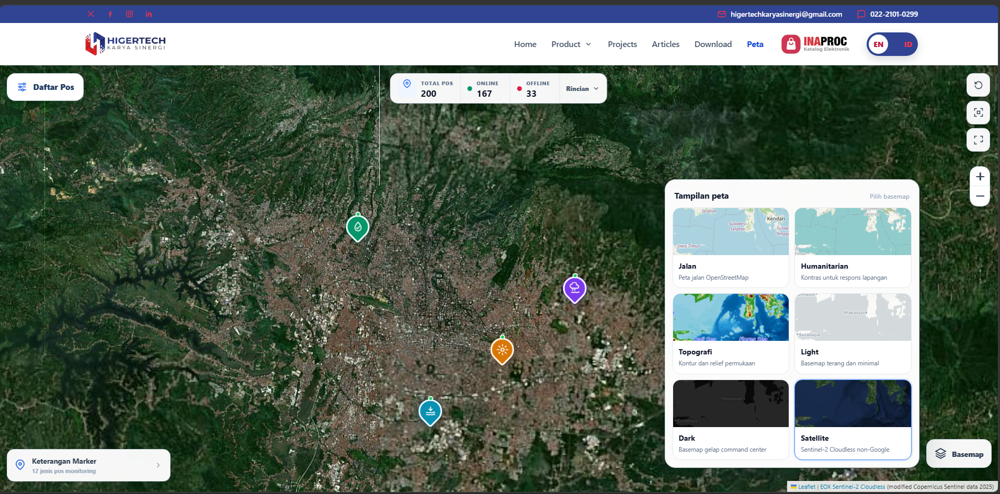 higertechkaryasinergi@gmail.com
022-2101-0299
HIGERTECH
KARYA SINERGI
Home
Product
Projects
Articles
Download
Peta
INAPROC
Katalog Elektronik
EN
ID
Daftar Pos
TOTAL POS
200
ONLINE
167
OFFLINE
33
Rincian
Tampilan peta
Pilih basemap
Selatan
Kendari
Sulawesi
Selatan
Sulaw
Tengg
Jawa Timur
Selatan
Timur
Jalan
Peta jalan OpenStreetMap
Humanitarian
Kontras untuk respons lapangan
Bali Sea
Flores Sea
Makassar
Surabaya
Topografi
Kontur dan relief permukaan
Light
Basemap terang dan minimal
Makassar
Surabaya
Dark
Basemap gelap command center
Satellite
Sentinel-2 Cloudless non-Google
Basemap
Keterangan Marker
12 jenis pos monitoring
Leaflet | EOX Sentinel-2 Cloudless (modified Copernicus Sentinel data 2025)